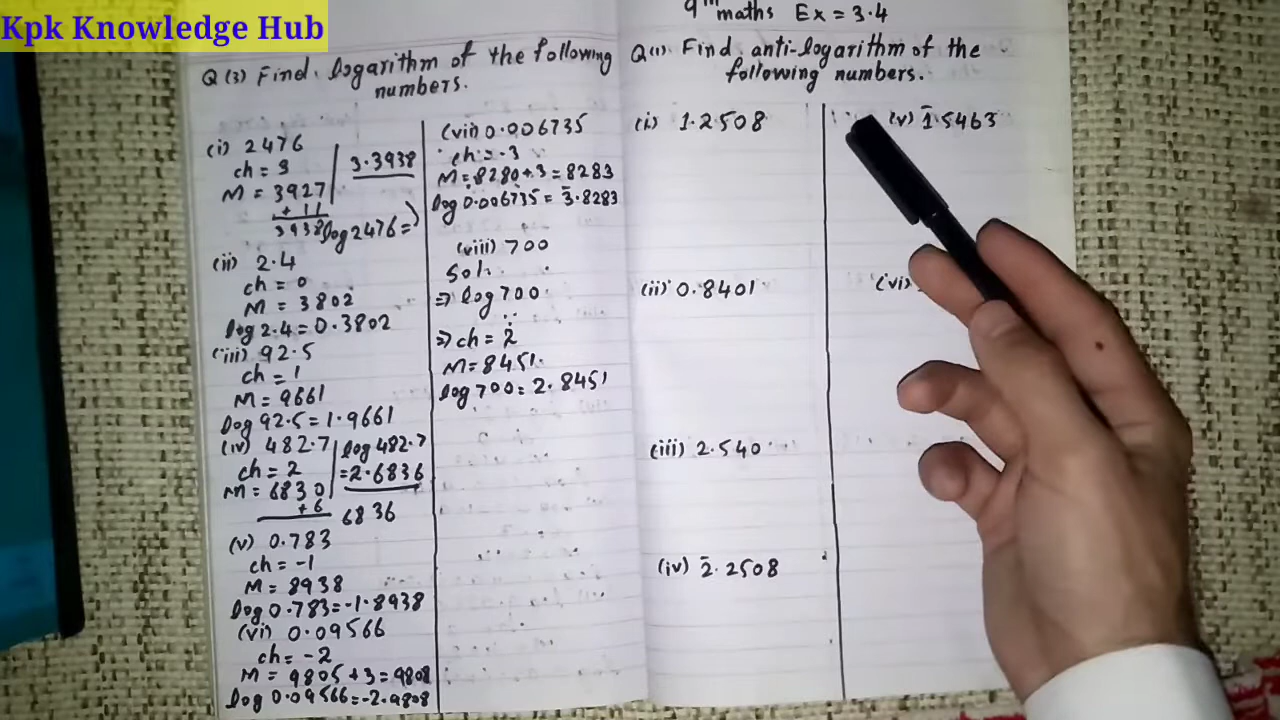 Kpk Knowledge Hub
Q (3) Find. logarithm of the following
numbers.
(i) 2476
ch = 3
M = 3927
+ 11
3938
3.3938
log 2476 =
(ii) 2.4
ch = 0
M = 3802
log 2.4 = 0.3802
(iii) 92.5
ch = 1
M = 9661
log 92.5 = 1.9661
(iv) 482.7
ch = 2
M = 6830
+ 6
6836
log 482.7
= 2.6836
(v) 0.783
ch = -1
M = 8938
log 0.783 = -1.8938
(vi) 0.09566
ch = -2
M = 9805 + 3 = 9808
log 0.09566 = -2.9808
(vii) 0.006735
ch = -3
M = 8280 + 3 = 8283
log 0.006735 = 3̄.8283
(viii) 700
Sol:
⇒ log 700
⇒ ch = 2
M = 8451
log 700 = 2.8451
9th maths Ex = 3.4
Q (1). Find anti-logarithm of the
following numbers.
(i) 1.2508
(ii) 0.8401
(iii) 2.540
(iv) 2̄.2508
(v) 1̄.5463
(vi)